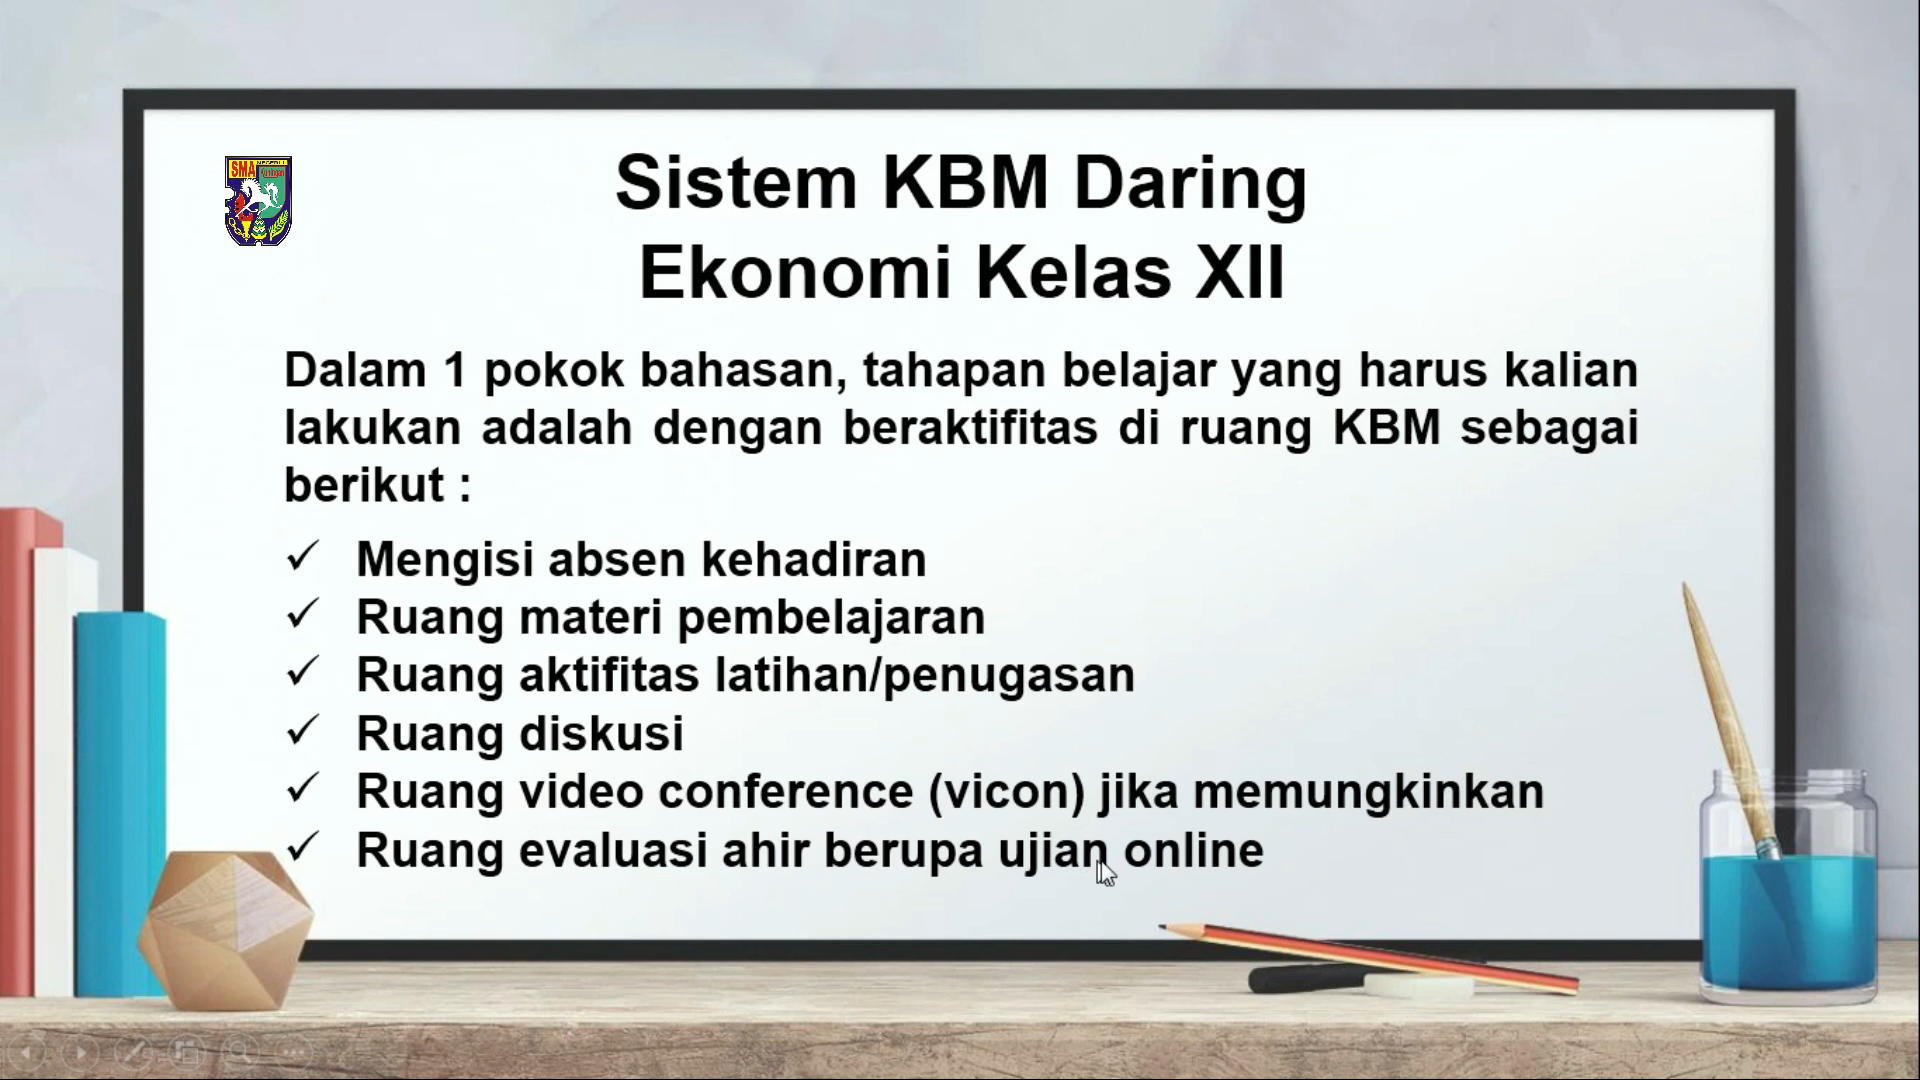 SMA
Kuningan
Sistem KBM Daring
Ekonomi Kelas XII
Dalam 1 pokok bahasan, tahapan belajar yang harus kalian
lakukan adalah dengan beraktifitas di ruang KBM sebagai
berikut :
✓ Mengisi absen kehadiran
✓ Ruang materi pembelajaran
✓ Ruang aktifitas latihan/penugasan
✓ Ruang diskusi
✓ Ruang video conference (vicon) jika memungkinkan
✓ Ruang evaluasi ahir berupa ujian online